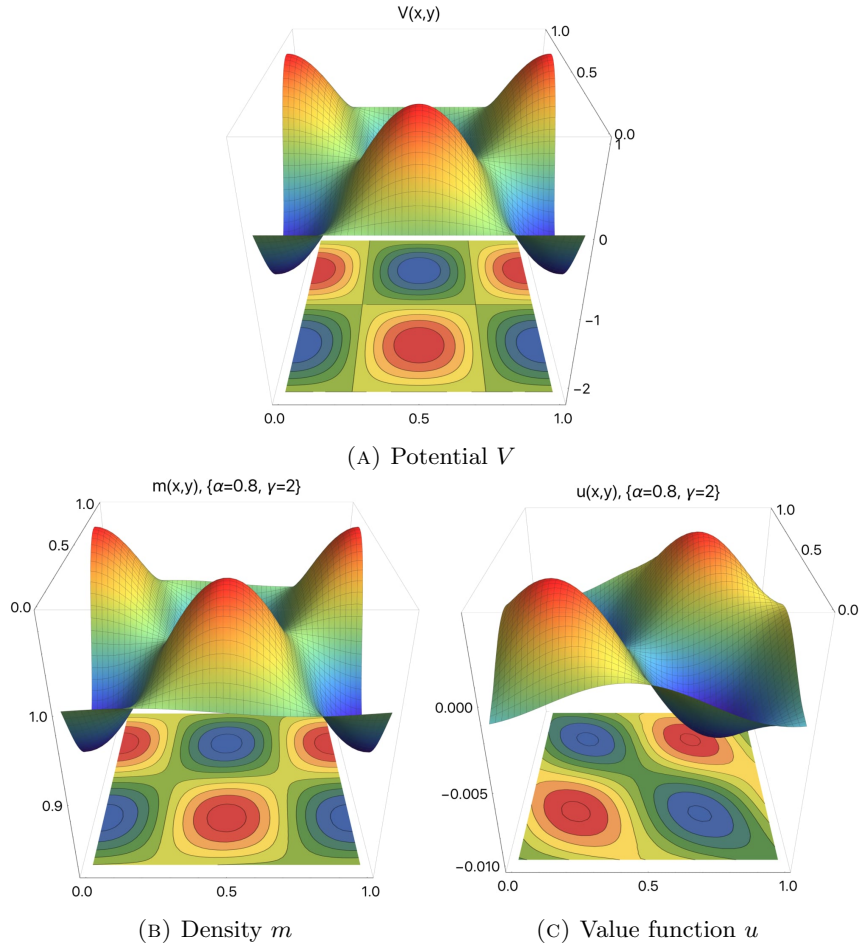 V(x,y)
1.0
0.5
0.0
1
0
−1
−2
0.0 0.5 1.0
(A) Potential V
m(x,y), {α=0.8, γ=2}
1.0
0.5
0.0
1.0
0.9
0.0 0.5 1.0
(B) Density m
u(x,y), {α=0.8, γ=2}
1.0
0.5
0.0
0.000
−0.005
−0.010
0.0 0.5 1.0
(C) Value function u